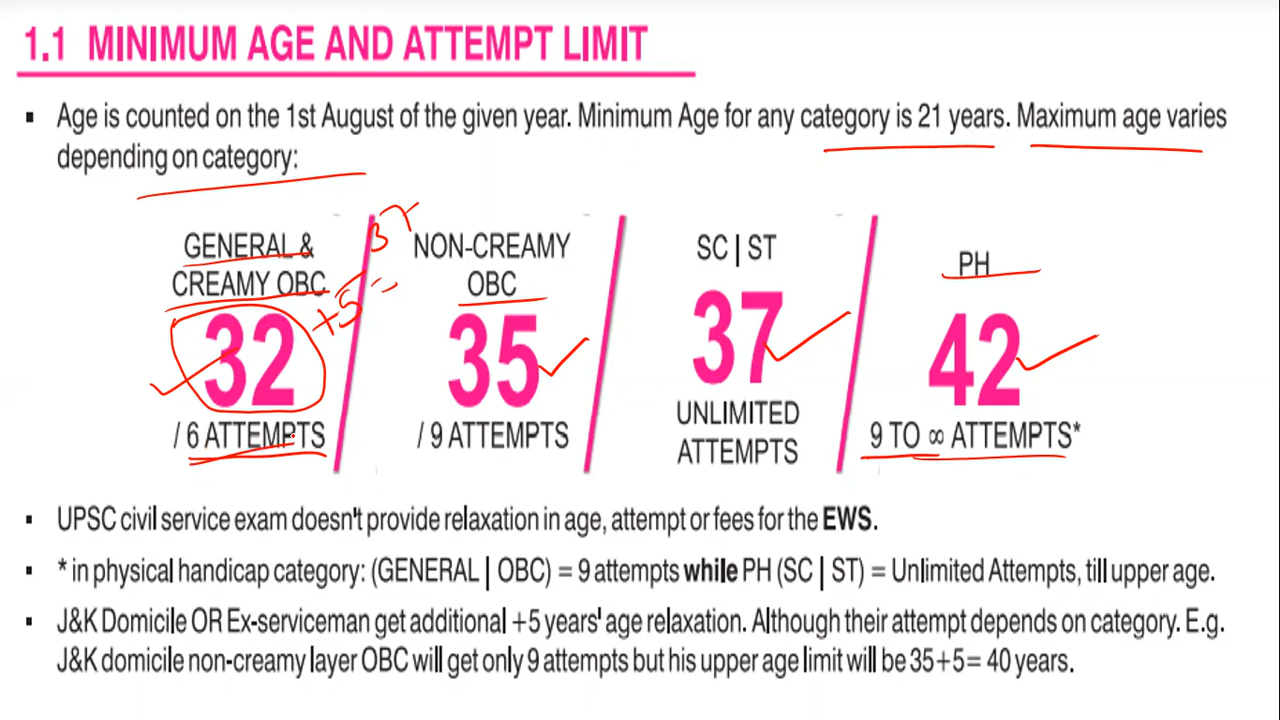 1.1 MINIMUM AGE AND ATTEMPT LIMIT
▪ Age is counted on the 1st August of the given year. Minimum Age for any category is 21 years. Maximum age varies
depending on category:
GENERAL &
CREAMY OBC
32
/ 6 ATTEMPTS
+5 =
37
NON-CREAMY
OBC
35
/ 9 ATTEMPTS
SC | ST
37
UNLIMITED
ATTEMPTS
PH
42
9 TO ∞ ATTEMPTS*
▪ UPSC civil service exam doesn't provide relaxation in age, attempt or fees for the EWS.
▪ * in physical handicap category: (GENERAL | OBC) = 9 attempts while PH (SC | ST) = Unlimited Attempts, till upper age.
▪ J&K Domicile OR Ex-serviceman get additional +5 years' age relaxation. Although their attempt depends on category. E.g.
J&K domicile non-creamy layer OBC will get only 9 attempts but his upper age limit will be 35+5= 40 years.